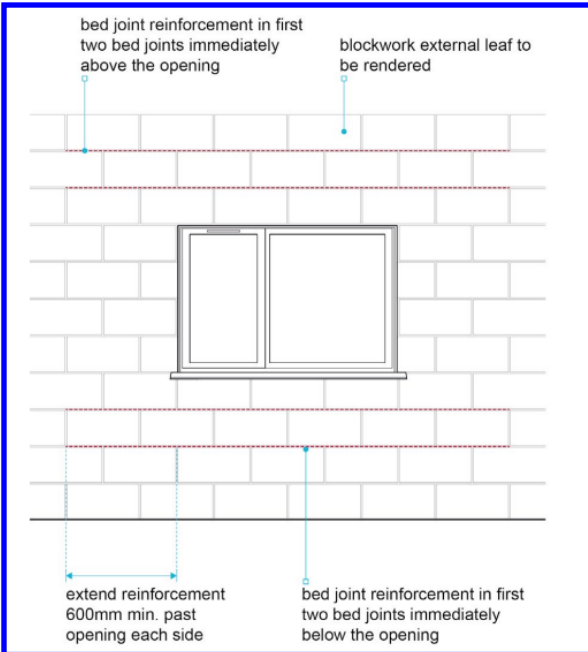 bed joint reinforcement in first
two bed joints immediately
above the opening
blockwork external leaf to
be rendered
extend reinforcement
600mm min. past
opening each side
bed joint reinforcement in first
two bed joints immediately
below the opening